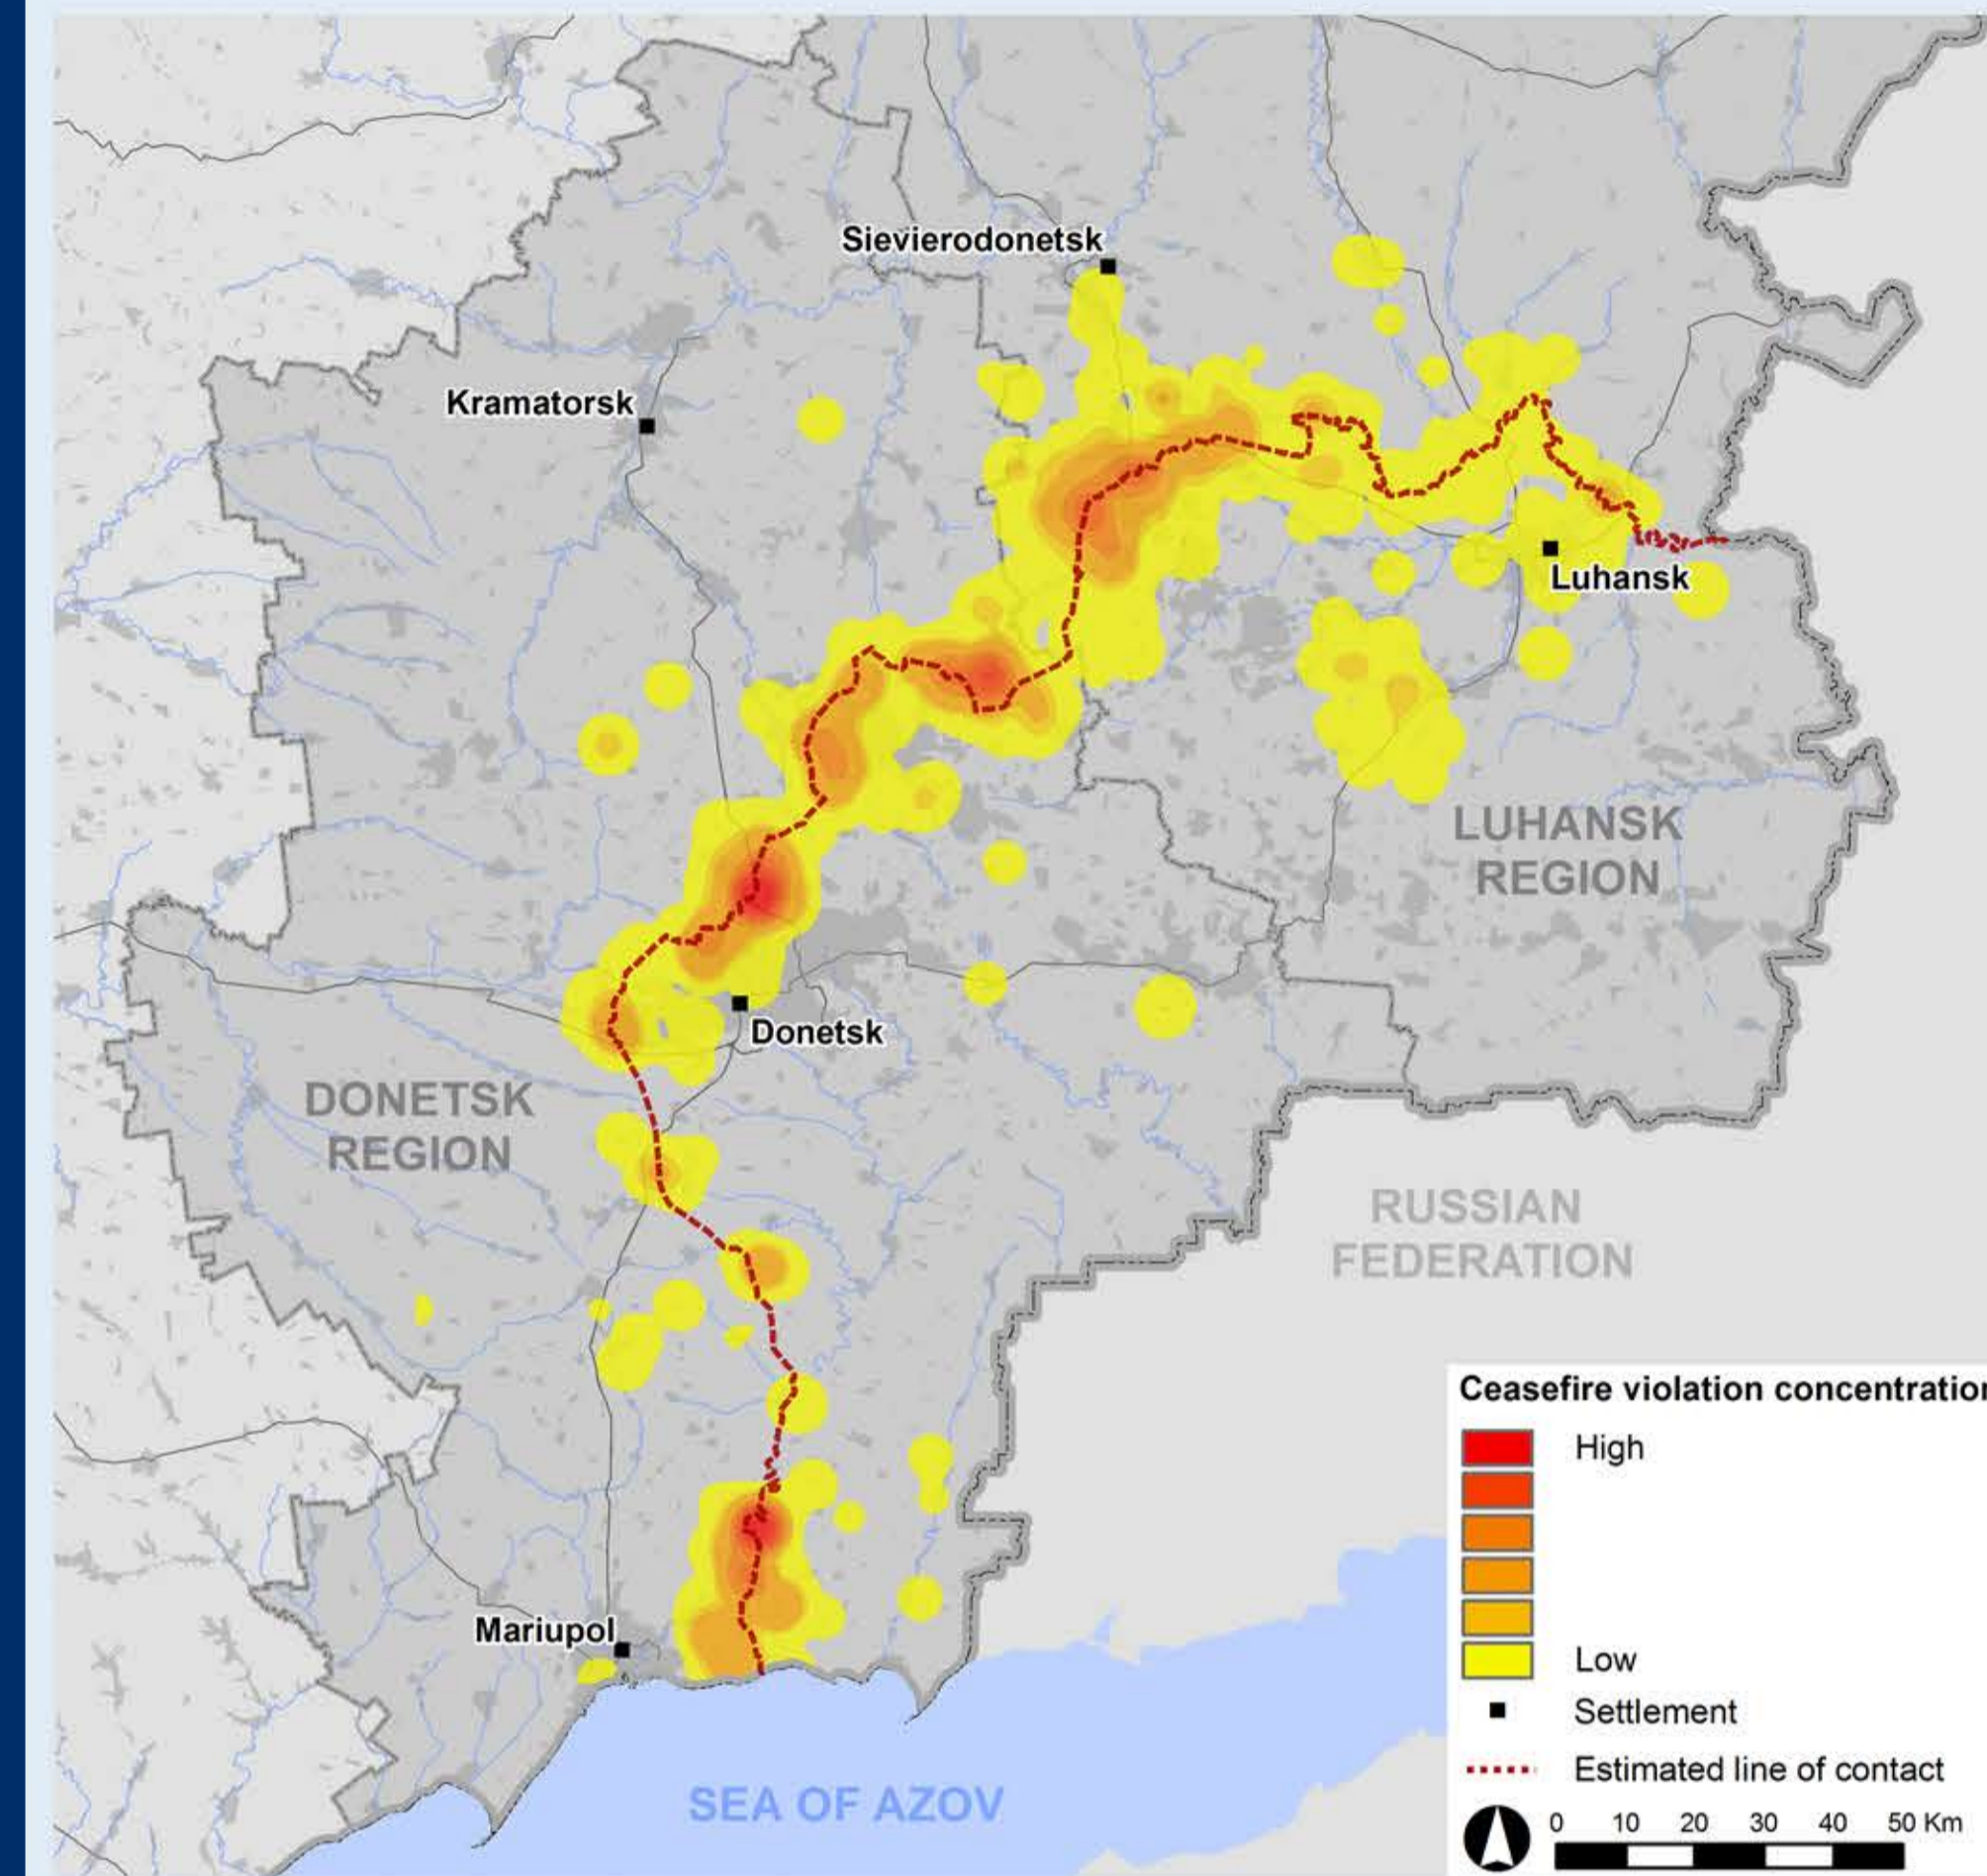 Sievierodonetsk
Kramatorsk
Luhansk
LUHANSK
REGION
Donetsk
DONETSK
REGION
RUSSIAN
FEDERATION
Mariupol
SEA OF AZOV
Ceasefire violation concentration
High
Low
Settlement
Estimated line of contact
0 10 20 30 40 50 Km